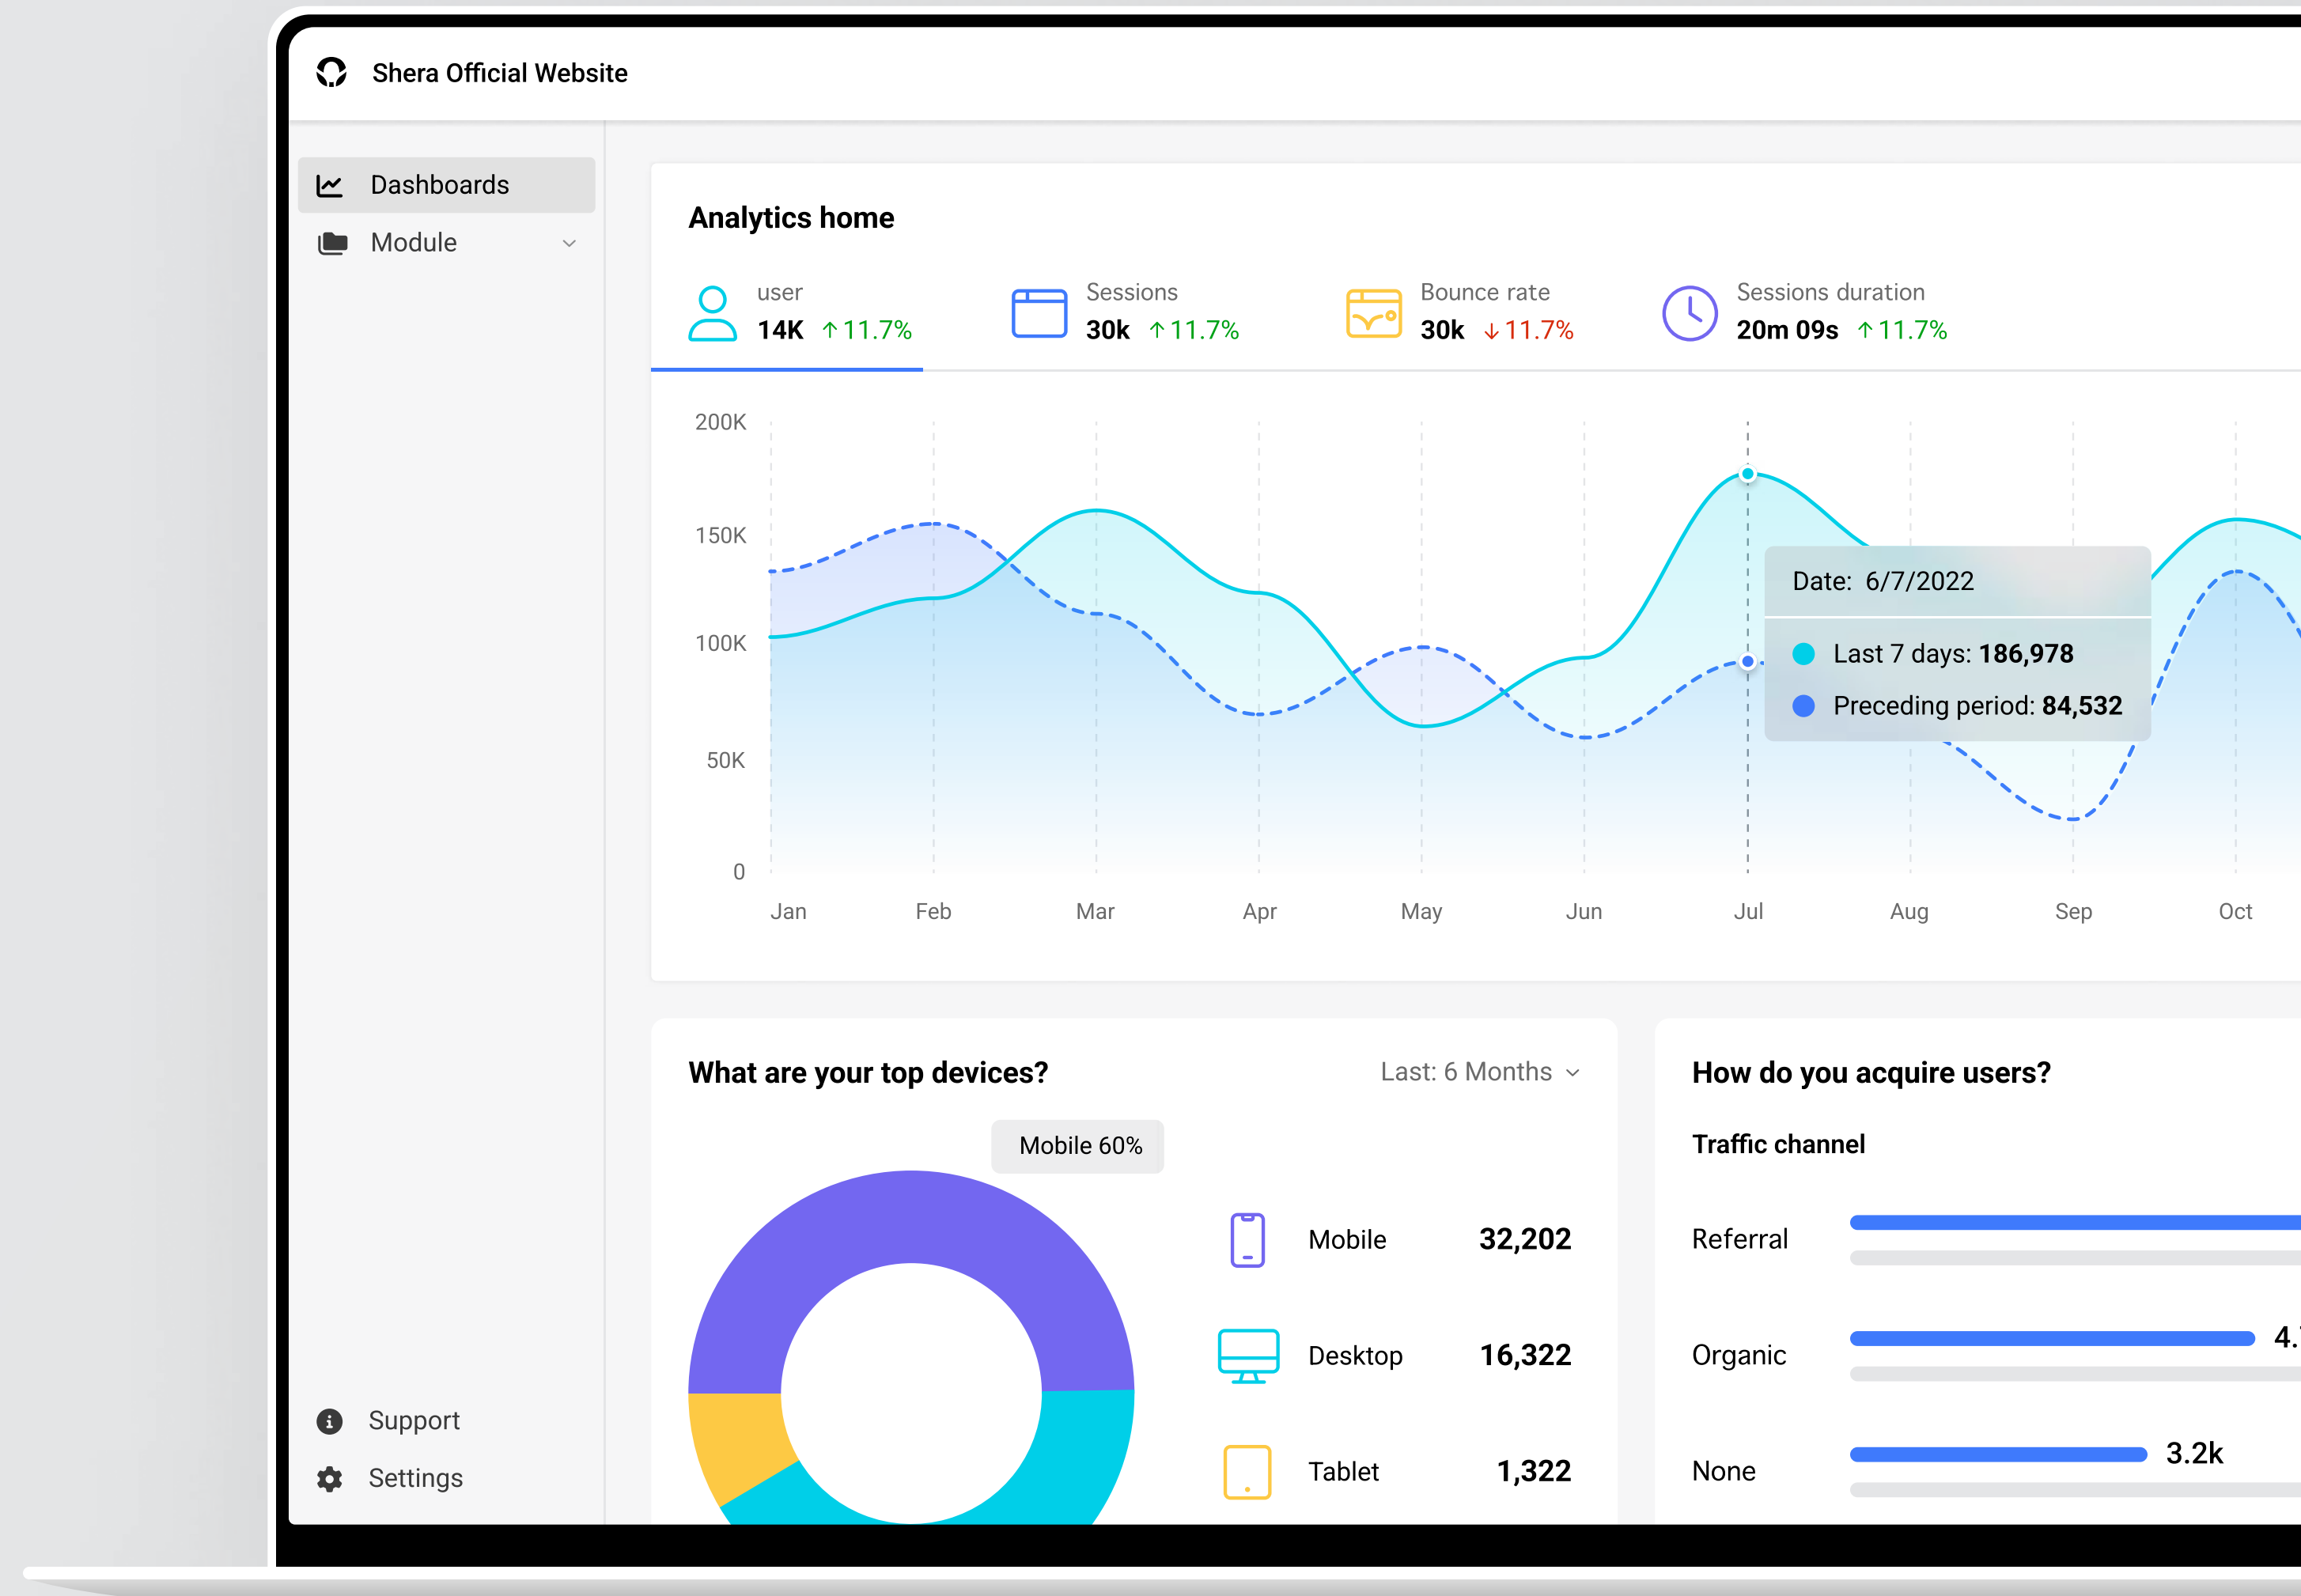 Shera Official Website
Dashboards
Module
Analytics home
user
14K ↑11.7%
Sessions
30k ↑11.7%
Bounce rate
30k ↓11.7%
Sessions duration
20m 09s ↑11.7%
200K
150K
100K
50K
0
Date: 6/7/2022
Last 7 days: 186,978
Preceding period: 84,532
Jan Feb Mar Apr May Jun Jul Aug Sep Oct
What are your top devices?
Last: 6 Months
Mobile 60%
Mobile 32,202
Desktop 16,322
Tablet 1,322
How do you acquire users?
Traffic channel
Referral
Organic
None 3.2k
Support
Settings